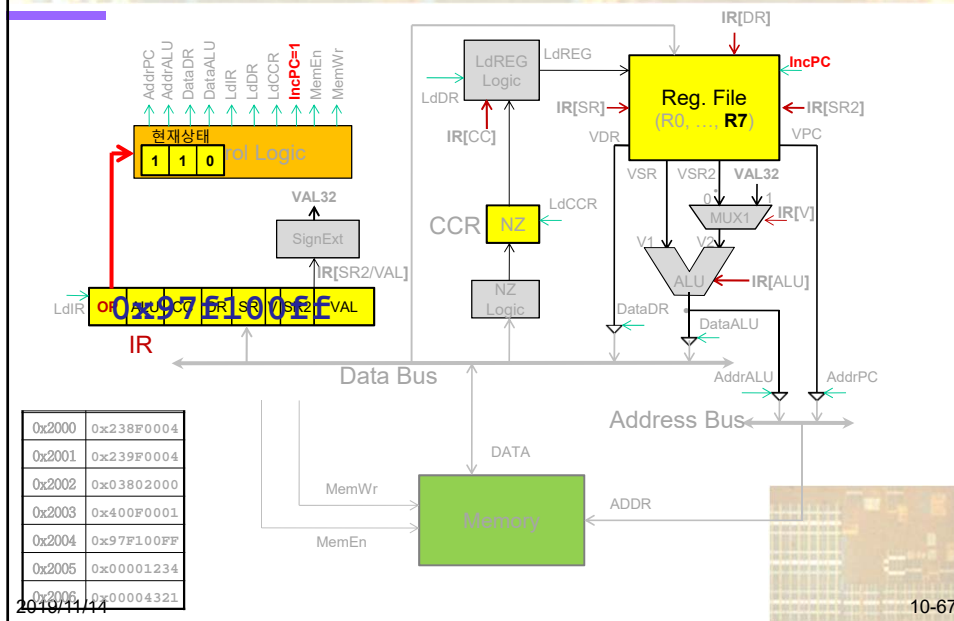 IR[DR]
AddrPC
AddrALU
DataDR
DataALU
LdIR
LdDR
LdCCR
IncPC=1
MemEn
MemWr
LdREG
Logic
LdREG
LdDR
IR[CC]
IncPC
Reg. File
(R0, …, R7)
IR[SR]
IR[SR2]
VDR
VPC
현재상태
1 1 0
rol Logic
VSR
VSR2
VAL32
0
1
MUX1
IR[V]
VAL32
SignExt
IR[SR2/VAL]
CCR
NZ
LdCCR
V1
V2
ALU
IR[ALU]
NZ
Logic
LdIR
OP ALU CC DR SR V SR2 VAL
0x97f100ff
IR
DataDR
DataALU
AddrALU
AddrPC
Data Bus
Address Bus
0x2000 0x238F0004
0x2001 0x239F0004
0x2002 0x03802000
0x2003 0x400F0001
0x2004 0x97F100FF
0x2005 0x00001234
0x2006 0x00004321
DATA
MemWr
MemEn
Memory
ADDR
2019/11/14
10-67